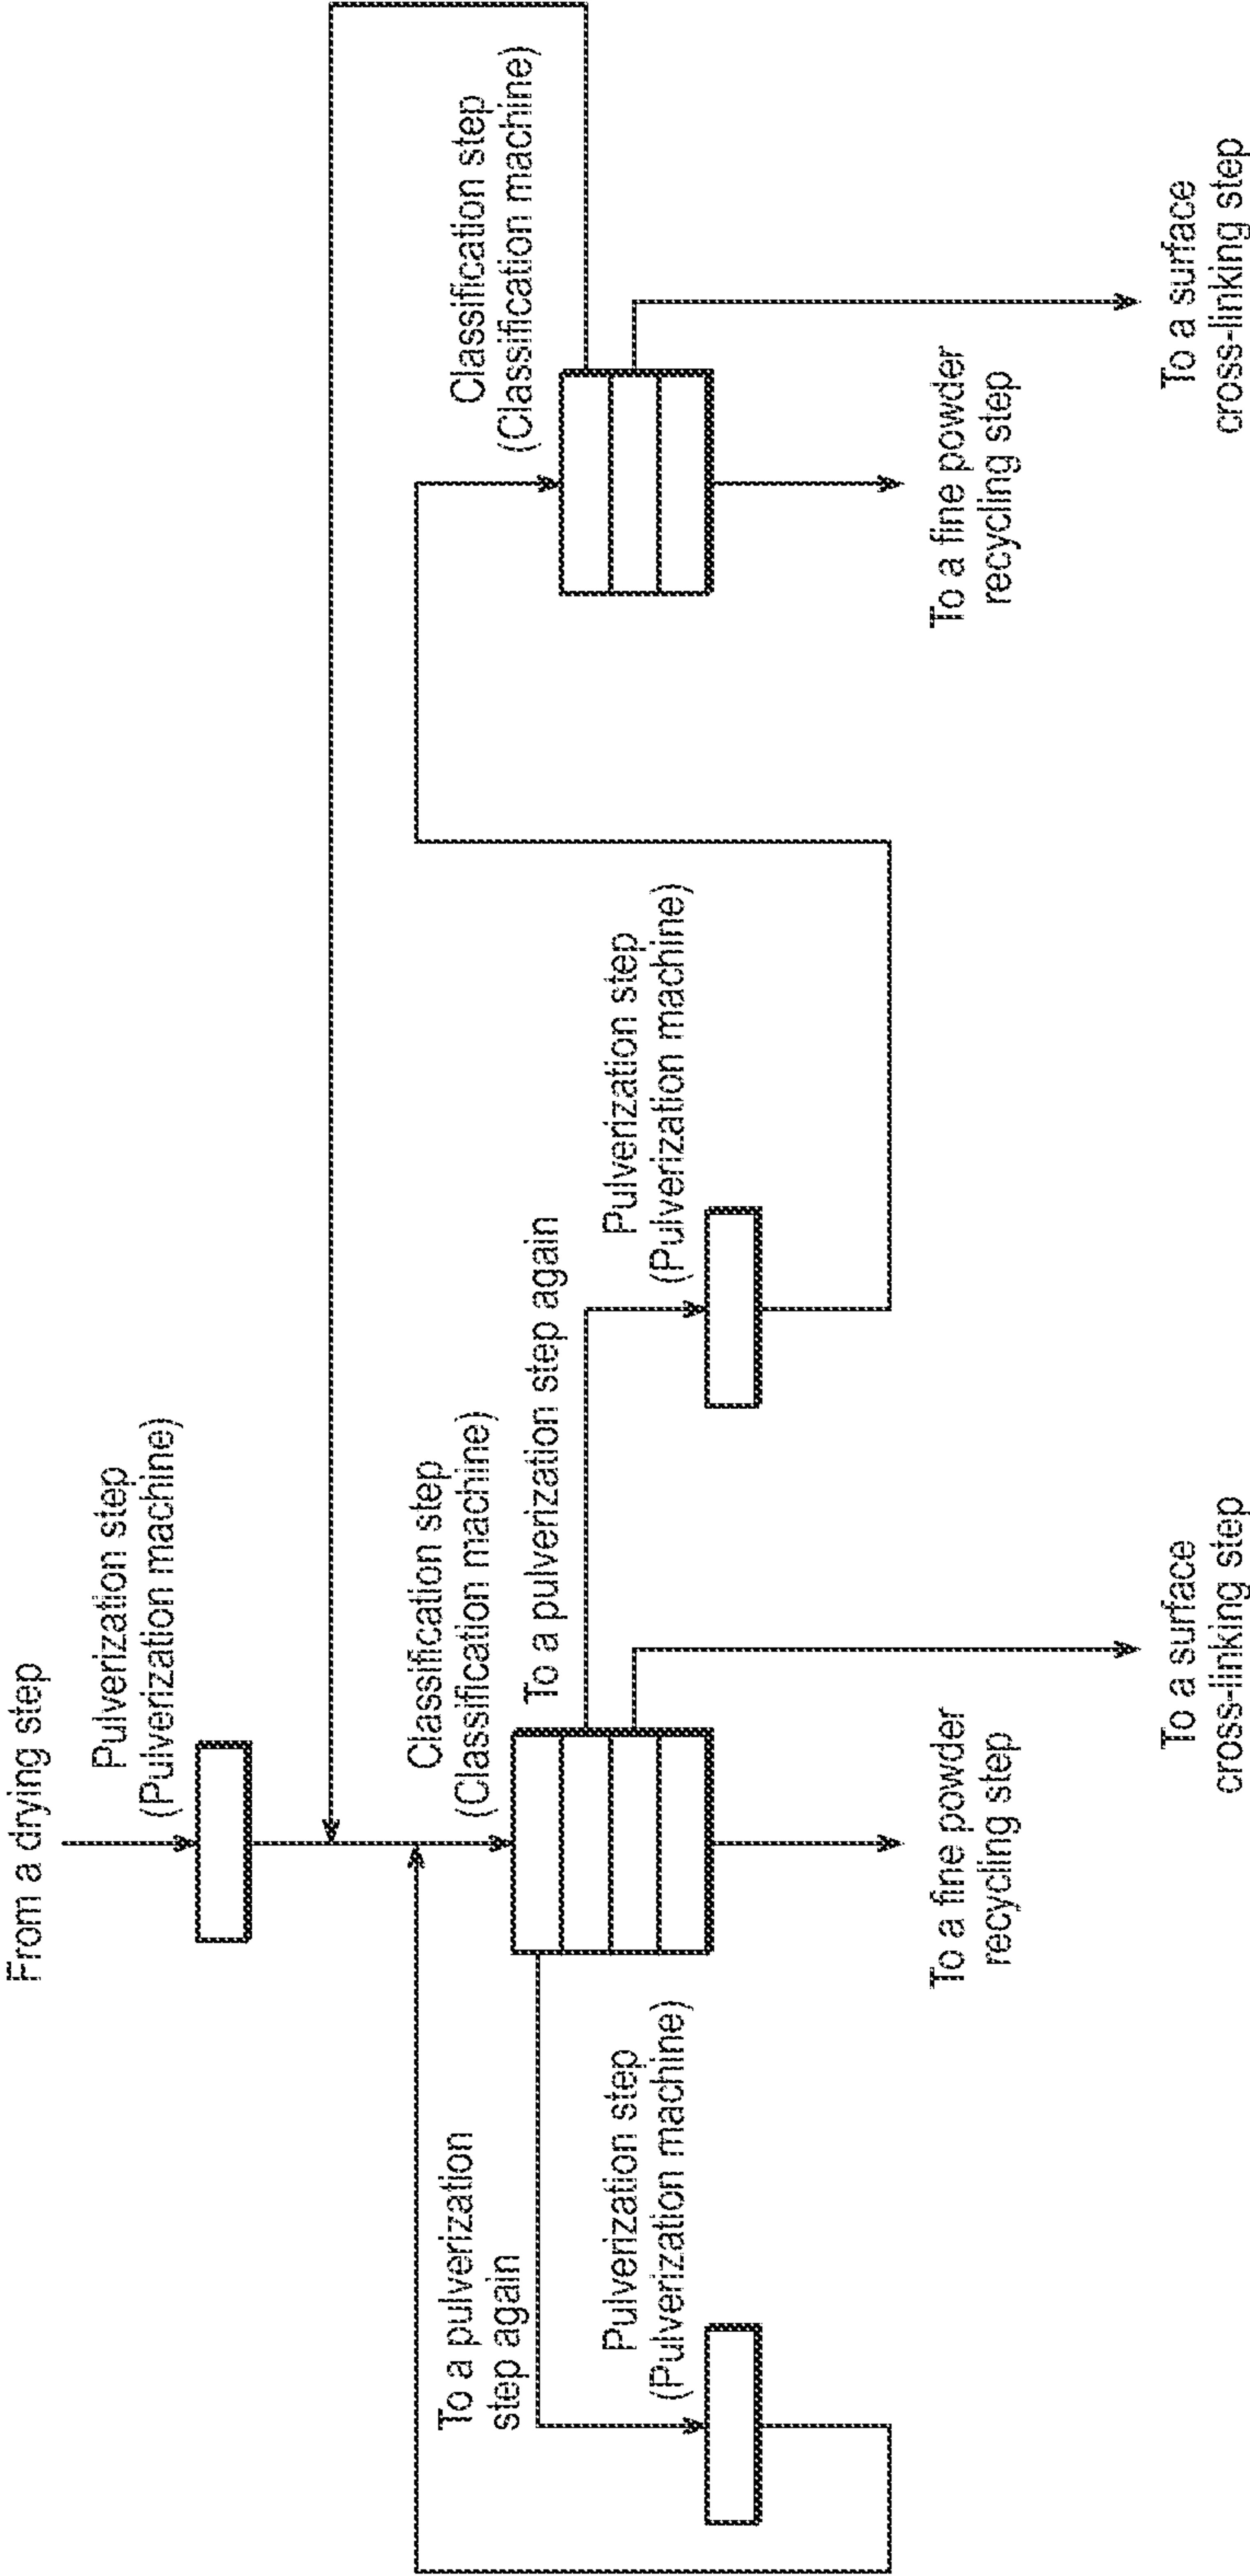 From a drying step
Pulverization step
(Pulverization machine)
Classification step
(Classification machine)
To a pulverization step again
To a pulverization
step again
Pulverization step
(Pulverization machine)
Pulverization step
(Pulverization machine)
Classification step
(Classification machine)
To a fine powder
recycling step
To a surface
cross-linking step
To a fine powder
recycling step
To a surface
cross-linking step